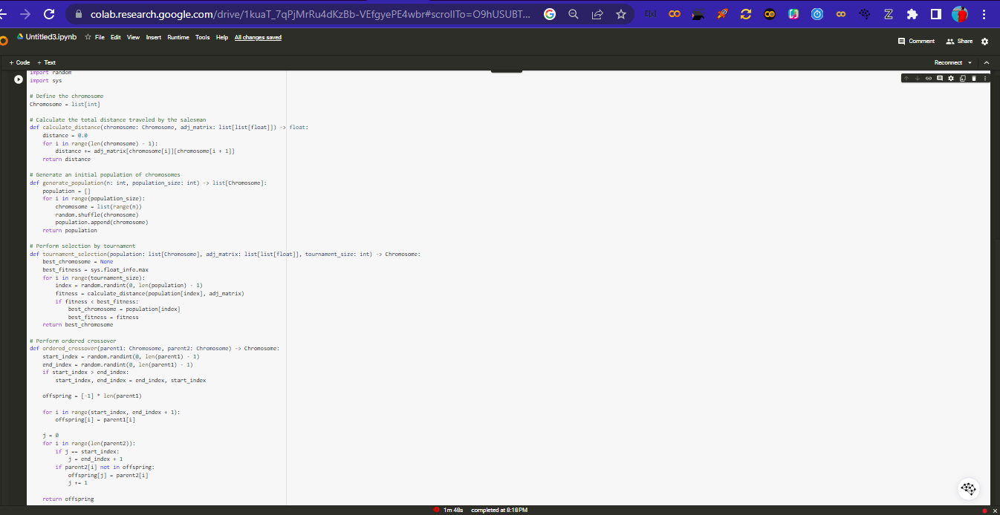 colab.research.google.com/drive/1kuaT_7qPjMrRu4dKzBb-VEfgyePE4wbr#scrollTo=O9hUSUBT...
Untitled3.ipynb File Edit View Insert Runtime Tools Help All changes saved
Comment Share
+ Code + Text Reconnect
import random
import sys
# Define the chromosome
Chromosome = list[int]
# Calculate the total distance traveled by the salesman
def calculate_distance(chromosome: Chromosome, adj_matrix: list[list[float]]) -> float:
    distance = 0.0
    for i in range(len(chromosome) - 1):
        distance += adj_matrix[chromosome[i]][chromosome[i + 1]]
    return distance
# Generate an initial population of chromosomes
def generate_population(n: int, population_size: int) -> list[Chromosome]:
    population = []
    for i in range(population_size):
        chromosome = list(range(n))
        random.shuffle(chromosome)
        population.append(chromosome)
    return population
# Perform selection by tournament
def tournament_selection(population: list[Chromosome], adj_matrix: list[list[float]], tournament_size: int) -> Chromosome:
    best_chromosome = None
    best_fitness = sys.float_info.max
    for i in range(tournament_size):
        index = random.randint(0, len(population) - 1)
        fitness = calculate_distance(population[index], adj_matrix)
        if fitness < best_fitness:
            best_chromosome = population[index]
            best_fitness = fitness
    return best_chromosome
# Perform ordered crossover
def ordered_crossover(parent1: Chromosome, parent2: Chromosome) -> Chromosome:
    start_index = random.randint(0, len(parent1) - 1)
    end_index = random.randint(0, len(parent1) - 1)
    if start_index > end_index:
        start_index, end_index = end_index, start_index
    offspring = [-1] * len(parent1)
    for i in range(start_index, end_index + 1):
        offspring[i] = parent1[i]
    j = 0
    for i in range(len(parent2)):
        if j == start_index:
            j = end_index + 1
        if parent2[i] not in offspring:
            offspring[j] = parent2[i]
            j += 1
    return offspring
1m 48s completed at 8:18PM